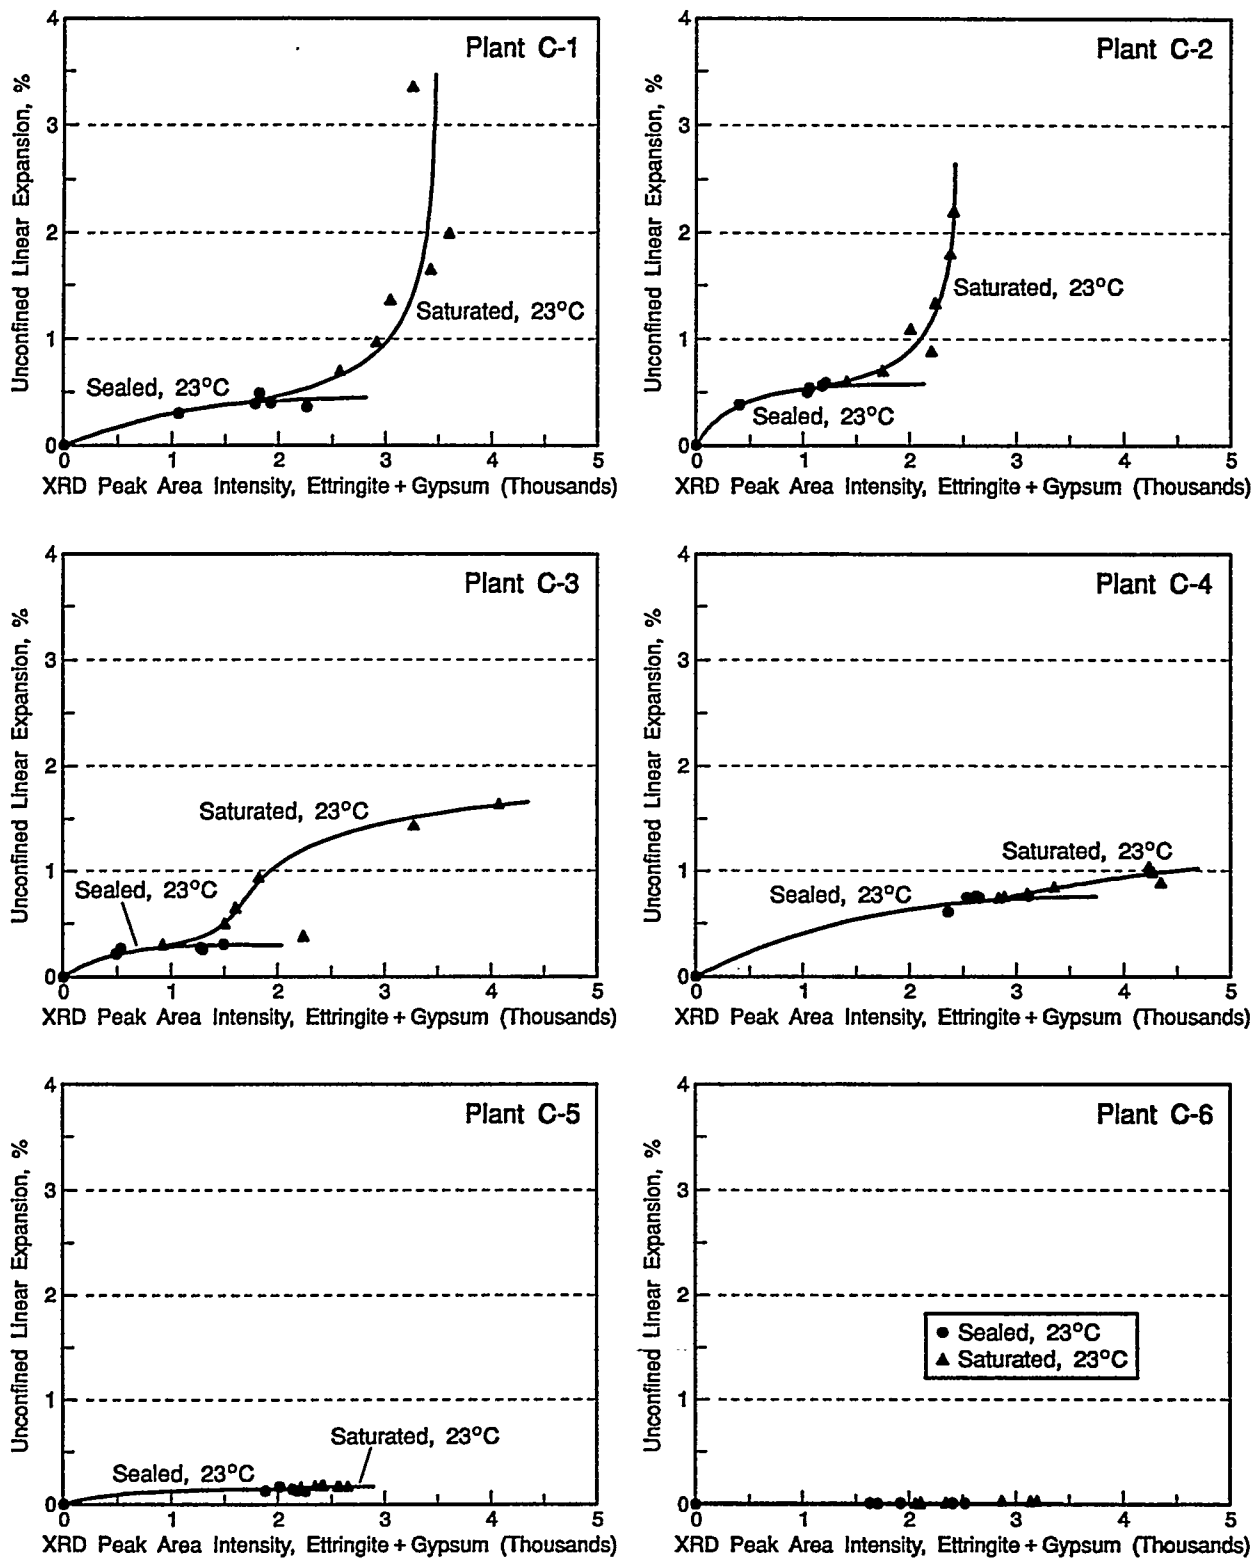 Plant C-1
Unconfined Linear Expansion, %
4
3
2
1
0
Saturated, 23°C
Sealed, 23°C
0 1 2 3 4 5
XRD Peak Area Intensity, Ettringite + Gypsum (Thousands)
Plant C-2
Unconfined Linear Expansion, %
4
3
2
1
0
Saturated, 23°C
Sealed, 23°C
0 1 2 3 4 5
XRD Peak Area Intensity, Ettringite + Gypsum (Thousands)
Plant C-3
Unconfined Linear Expansion, %
4
3
2
1
0
Saturated, 23°C
Sealed, 23°C
0 1 2 3 4 5
XRD Peak Area Intensity, Ettringite + Gypsum (Thousands)
Plant C-4
Unconfined Linear Expansion, %
4
3
2
1
0
Saturated, 23°C
Sealed, 23°C
0 1 2 3 4 5
XRD Peak Area Intensity, Ettringite + Gypsum (Thousands)
Plant C-5
Unconfined Linear Expansion, %
4
3
2
1
0
Saturated, 23°C
Sealed, 23°C
0 1 2 3 4 5
XRD Peak Area Intensity, Ettringite + Gypsum (Thousands)
Plant C-6
Unconfined Linear Expansion, %
4
3
2
1
0
Sealed, 23°C
Saturated, 23°C
0 1 2 3 4 5
XRD Peak Area Intensity, Ettringite + Gypsum (Thousands)